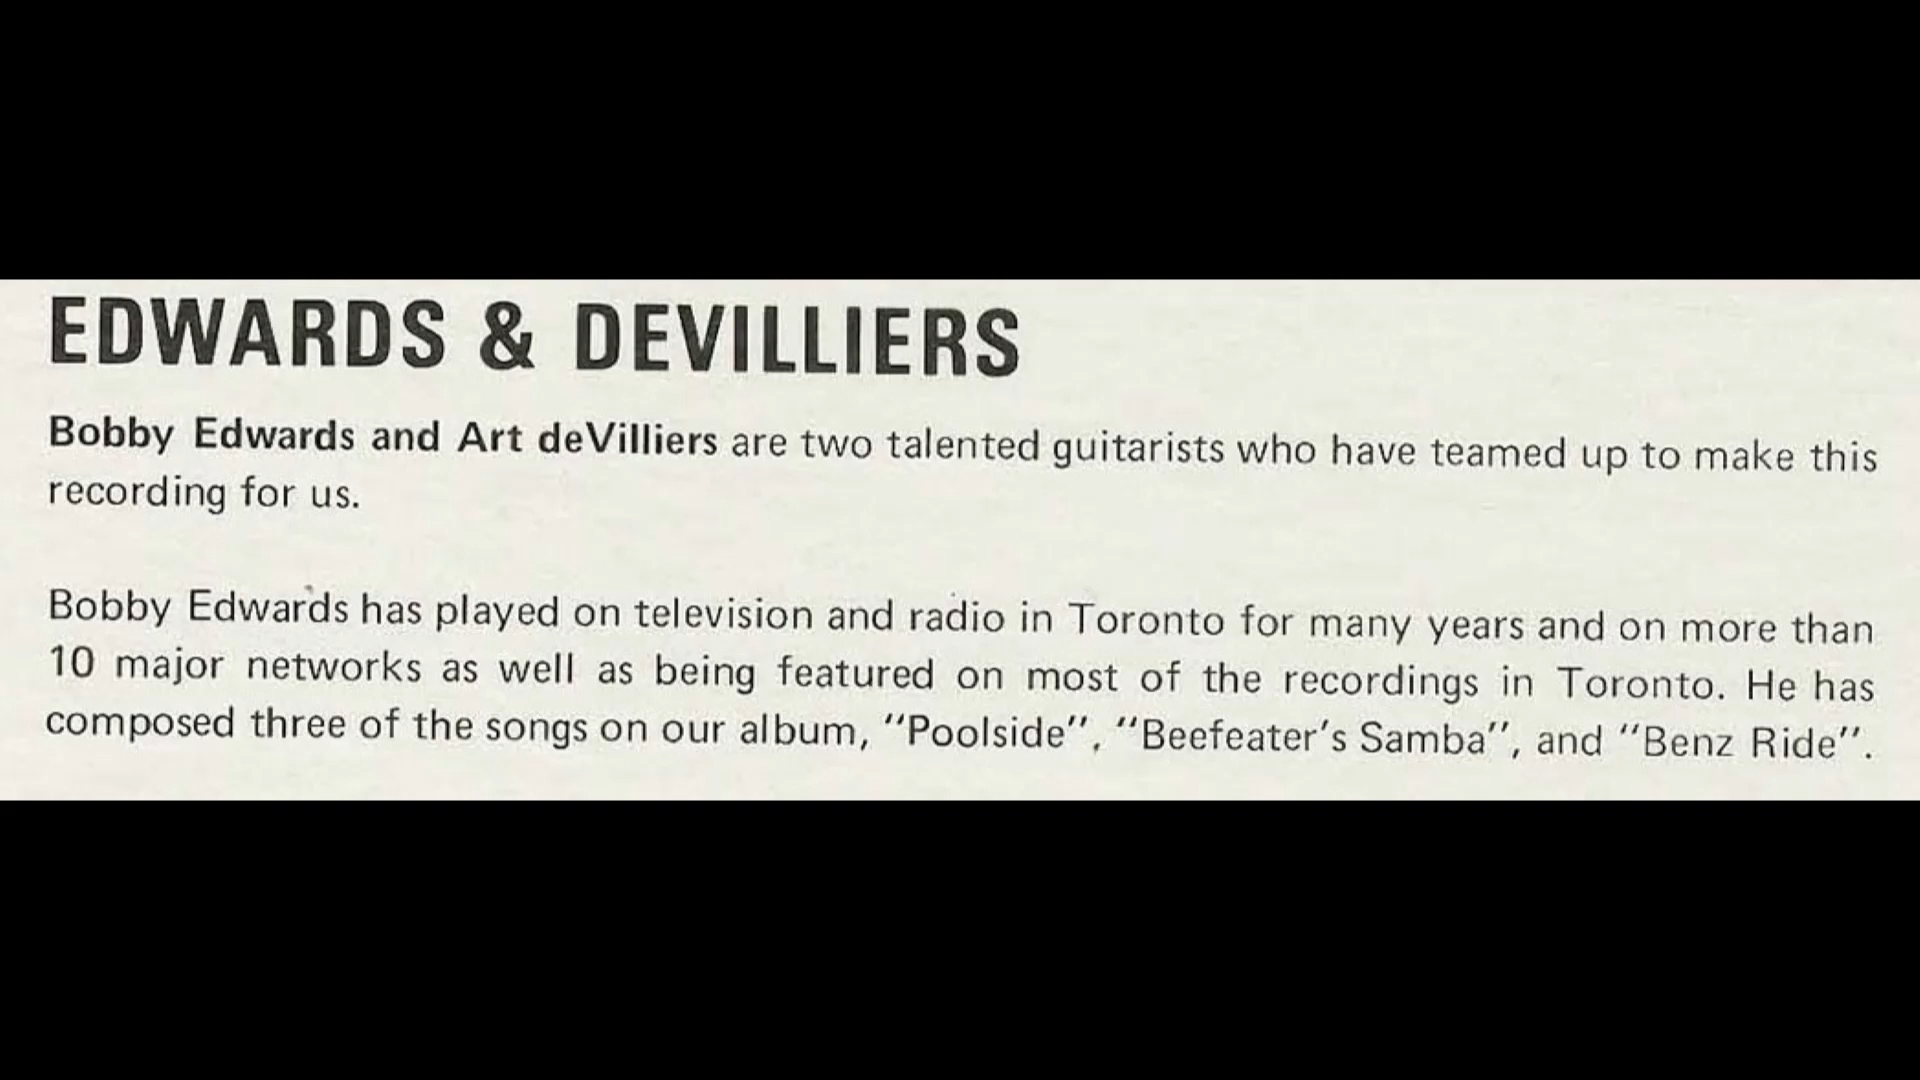 EDWARDS & DEVILLIERS
Bobby Edwards and Art deVilliers are two talented guitarists who have teamed up to make this
recording for us.
Bobby Edwards has played on television and radio in Toronto for many years and on more than
10 major networks as well as being featured on most of the recordings in Toronto. He has
composed three of the songs on our album, "Poolside", "Beefeater's Samba", and "Benz Ride".